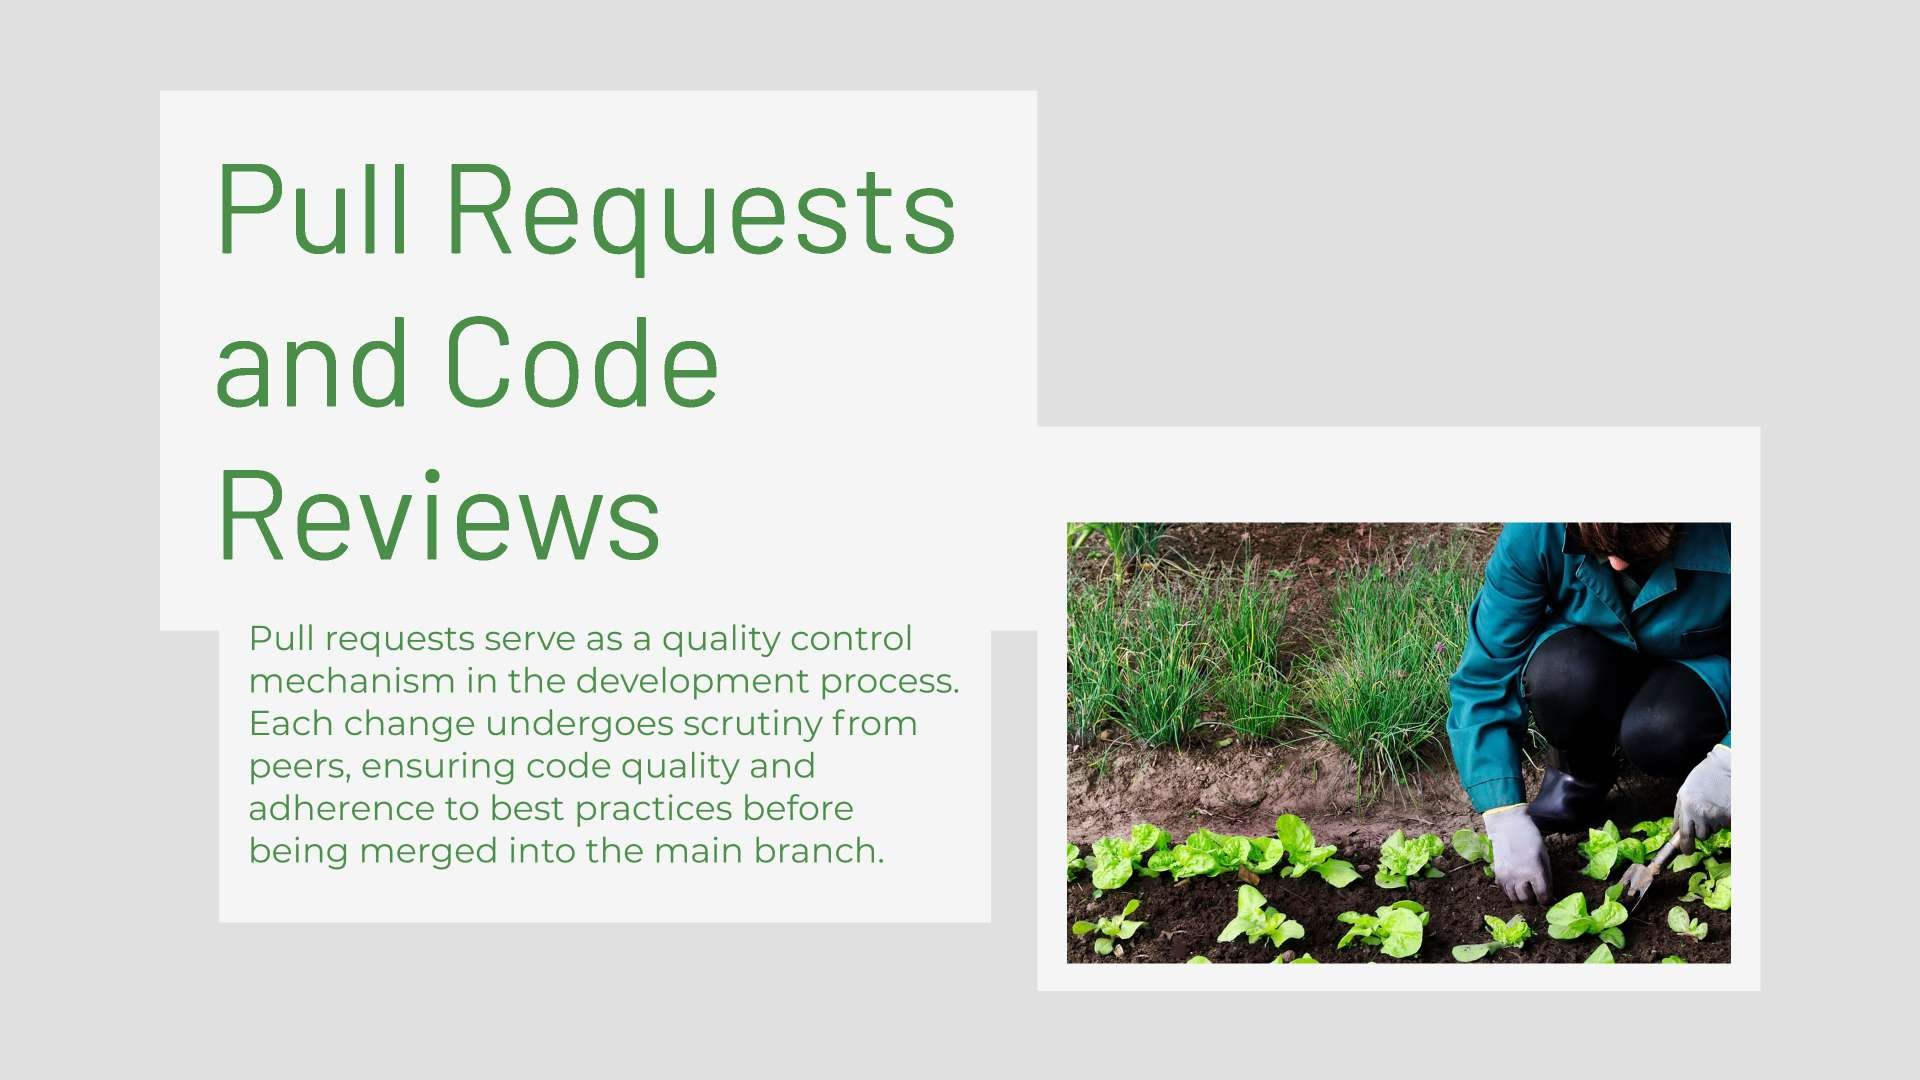 Pull Requests
and Code
Reviews
Pull requests serve as a quality control
mechanism in the development process.
Each change undergoes scrutiny from
peers, ensuring code quality and
adherence to best practices before
being merged into the main branch.